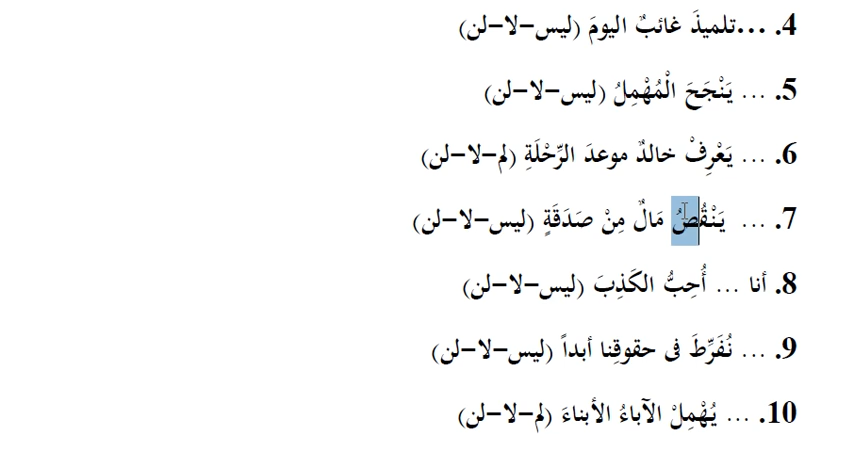 4. ...تلميذَ غائبٌ اليومَ (ليس-لا-لن)
5. ... يَنْجَحَ الْمُهْمِلُ (ليس-لا-لن)
6. ... يَعْرِفْ خالدٌ موعدَ الرِّحْلَةِ (لم-لا-لن)
7. ... يَنْقُصُ مَالٌ مِنْ صَدَقَةٍ (ليس-لا-لن)
8. أنا ... أُحِبُّ الكَذِبَ (ليس-لا-لن)
9. ... نُفَرِّطَ فى حقوقِنا أبداً (ليس-لا-لن)
10. ... يُهْمِلْ الآباءُ الأبناءَ (لم-لا-لن)